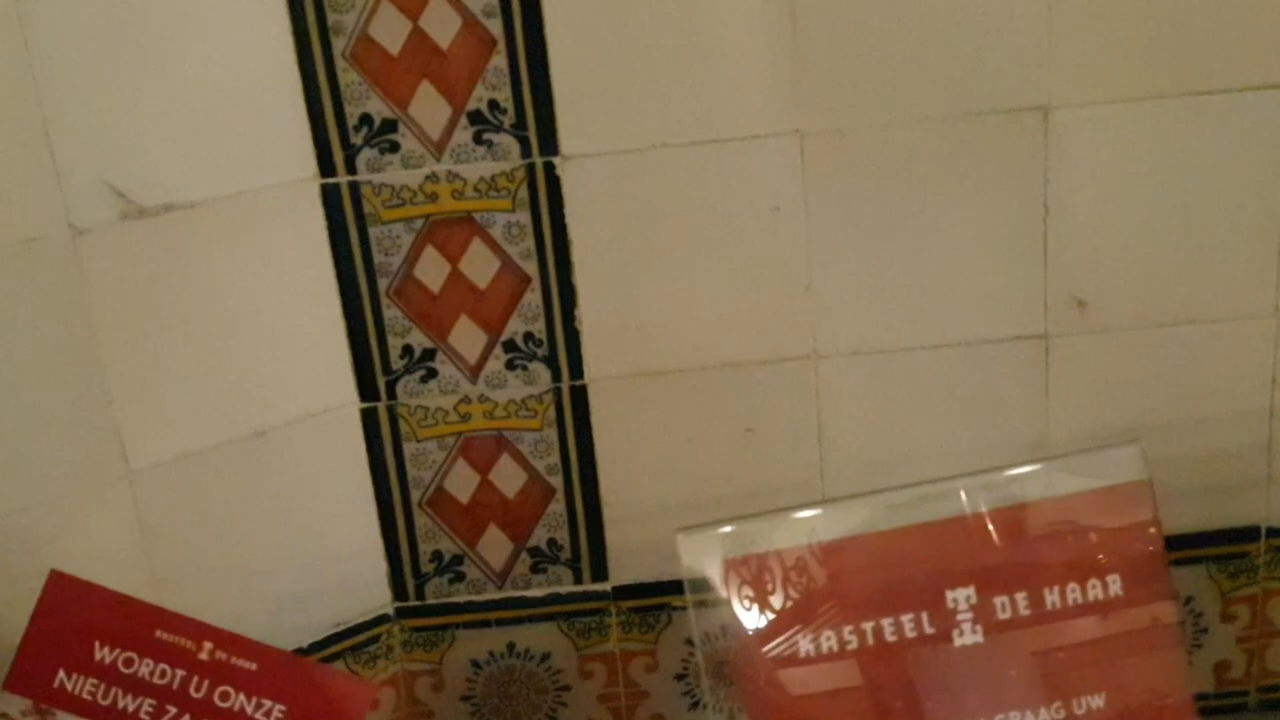 KASTEEL DE HAAR
WORDT U ONZE
NIEUWE
KASTEEL DE HAAR
GRAAG UW